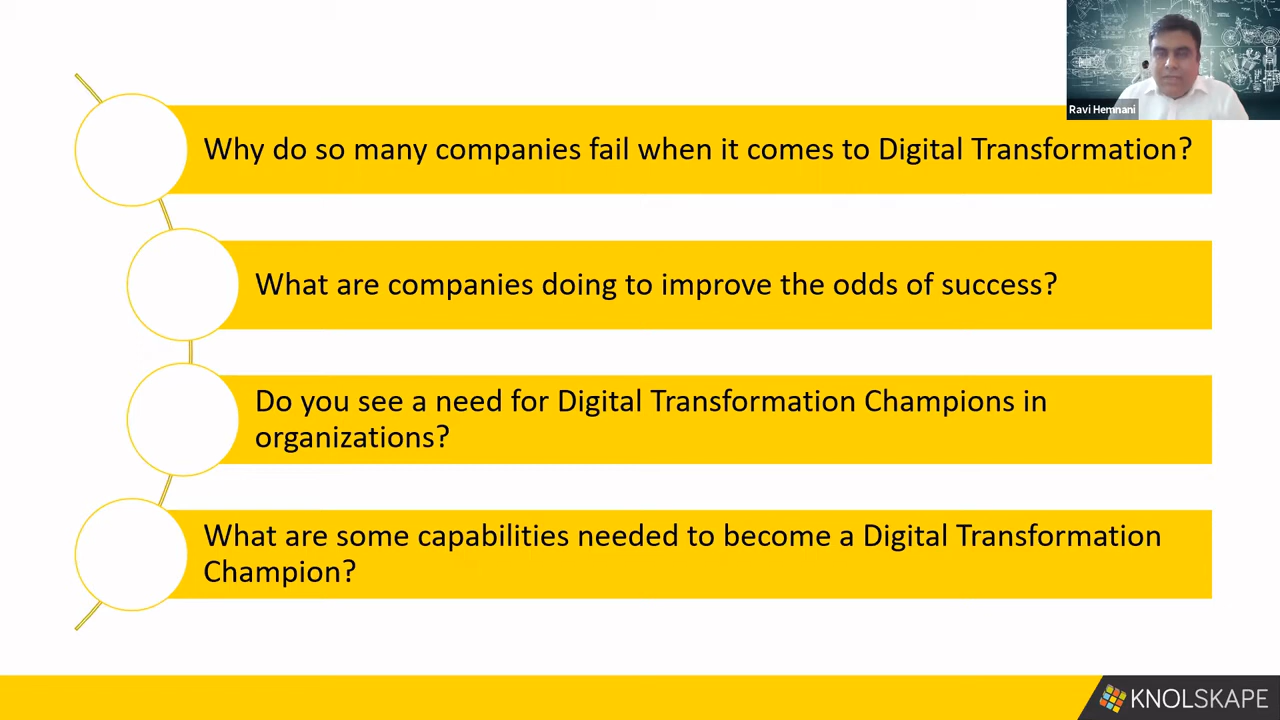 Ravi Hemnani
Why do so many companies fail when it comes to Digital Transformation?
What are companies doing to improve the odds of success?
Do you see a need for Digital Transformation Champions in
organizations?
What are some capabilities needed to become a Digital Transformation
Champion?
KNOLSKAPE